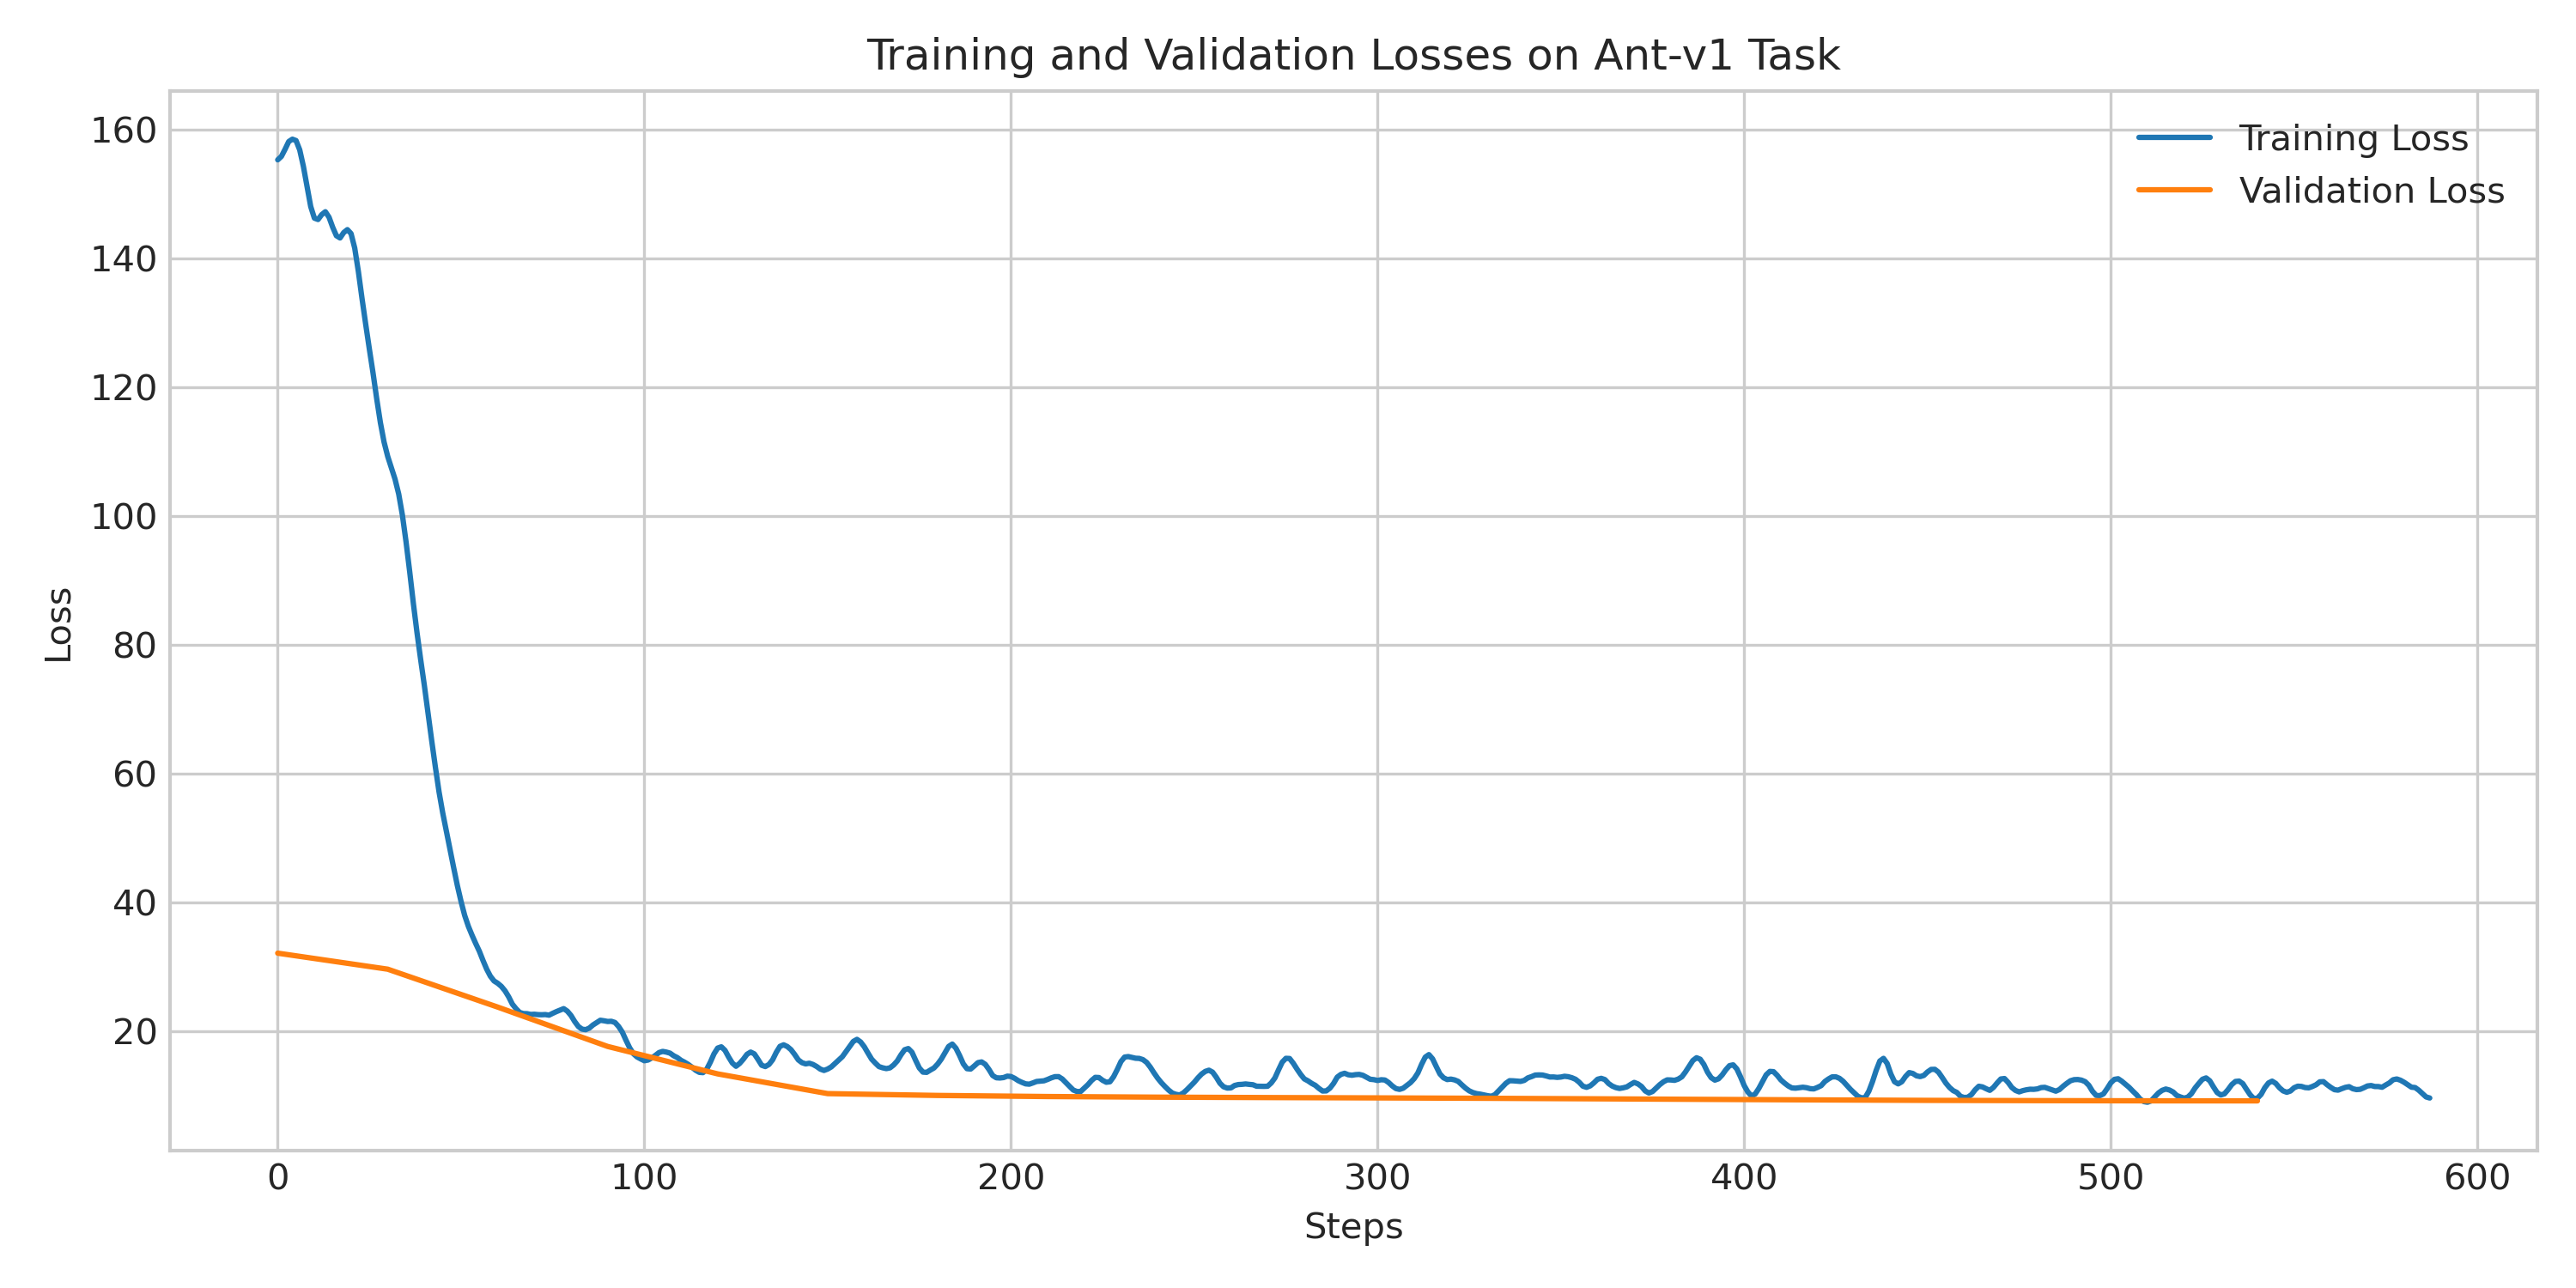 Training and Validation Losses on Ant-v1 Task
Training Loss
Validation Loss
160
140
120
100
80
60
40
20
Loss
0 100 200 300 400 500 600
Steps